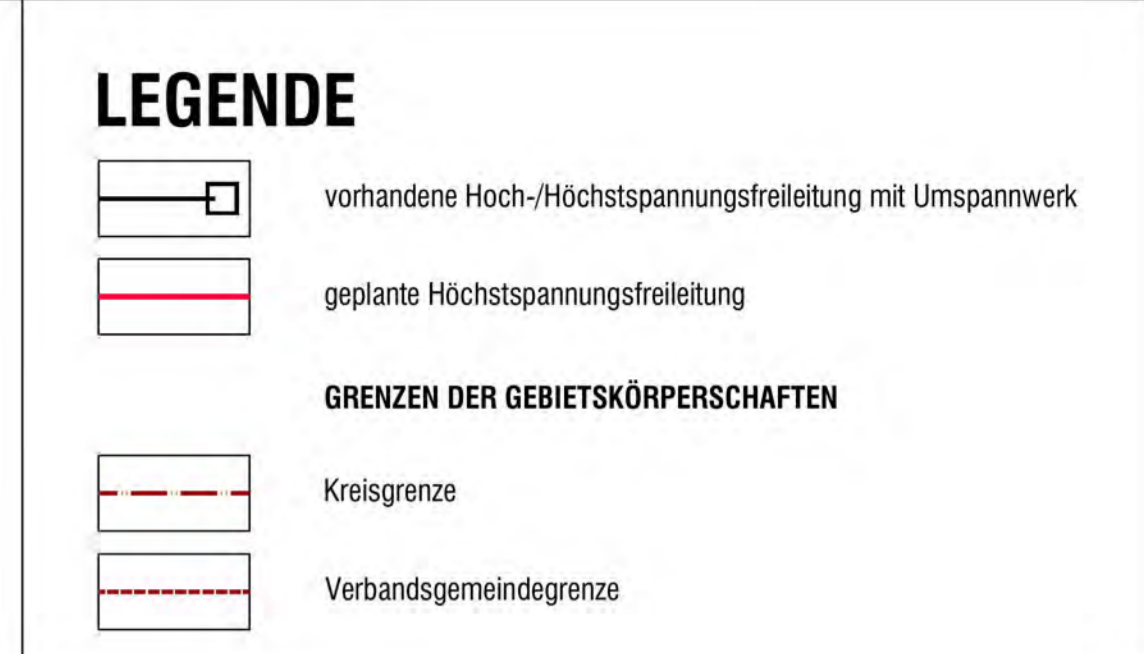 LEGENDE
vorhandene Hoch-/Höchstspannungsfreileitung mit Umspannwerk
geplante Höchstspannungsfreileitung
GRENZEN DER GEBIETSKÖRPERSCHAFTEN
Kreisgrenze
Verbandsgemeindegrenze